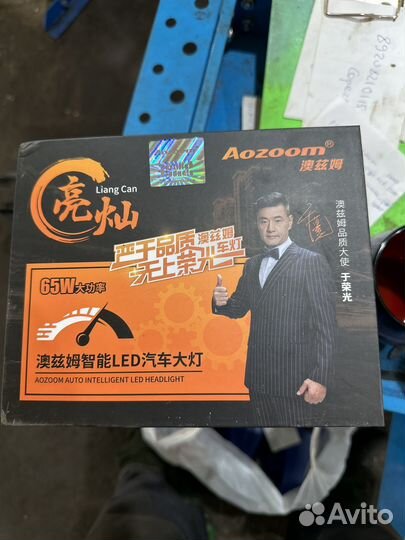 Aozoom®
澳兹姆
亮灿
Liang Can
严于品质
无上荣光
澳兹姆
车灯
澳兹姆品质大使 于荣光
65W大功率
澳兹姆智能LED汽车大灯
AOZOOM AUTO INTELLIGENT LED HEADLIGHT
Avito